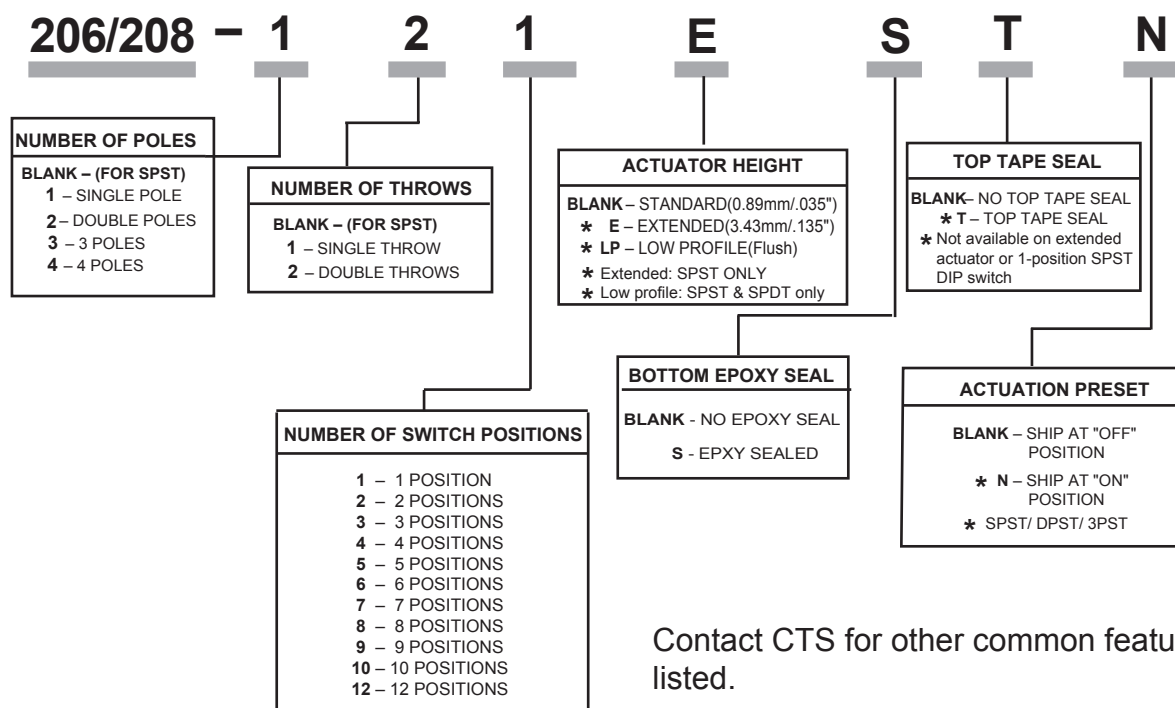 206/208 – 1 2 1 E S T N
NUMBER OF POLES
BLANK – (FOR SPST)
1 – SINGLE POLE
2 – DOUBLE POLES
3 – 3 POLES
4 – 4 POLES
NUMBER OF THROWS
BLANK – (FOR SPST)
1 – SINGLE THROW
2 – DOUBLE THROWS
ACTUATOR HEIGHT
BLANK – STANDARD(0.89mm/.035")
* E – EXTENDED(3.43mm/.135")
* LP – LOW PROFILE(Flush)
* Extended: SPST ONLY
* Low profile: SPST & SPDT only
TOP TAPE SEAL
BLANK– NO TOP TAPE SEAL
* T – TOP TAPE SEAL
* Not available on extended
actuator or 1-position SPST
DIP switch
NUMBER OF SWITCH POSITIONS
1 – 1 POSITION
2 – 2 POSITIONS
3 – 3 POSITIONS
4 – 4 POSITIONS
5 – 5 POSITIONS
6 – 6 POSITIONS
7 – 7 POSITIONS
8 – 8 POSITIONS
9 – 9 POSITIONS
10 – 10 POSITIONS
12 – 12 POSITIONS
BOTTOM EPOXY SEAL
BLANK - NO EPOXY SEAL
S - EPXY SEALED
ACTUATION PRESET
BLANK – SHIP AT "OFF"
POSITION
* N – SHIP AT "ON"
POSITION
* SPST/ DPST/ 3PST
Contact CTS for other common featu
listed.